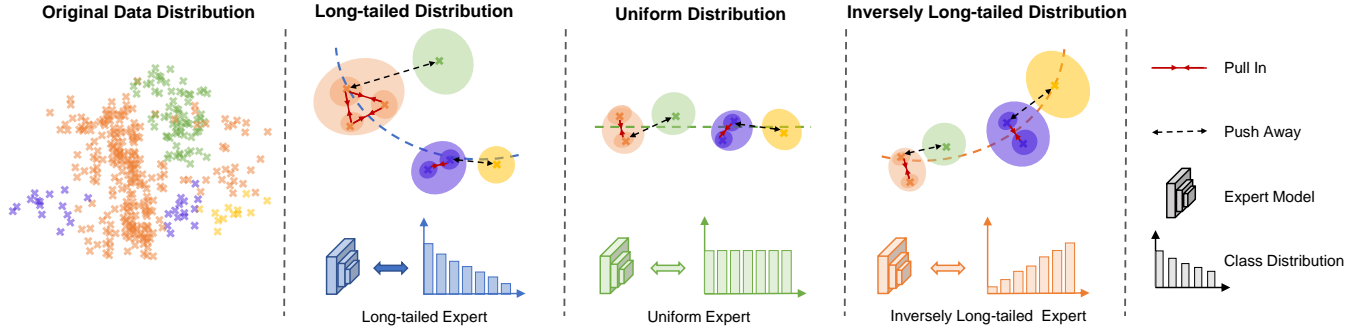 Original Data Distribution
Long-tailed Distribution
Uniform Distribution
Inversely Long-tailed Distribution
Pull In
Push Away
Expert Model
Class Distribution
Long-tailed Expert
Uniform Expert
Inversely Long-tailed Expert